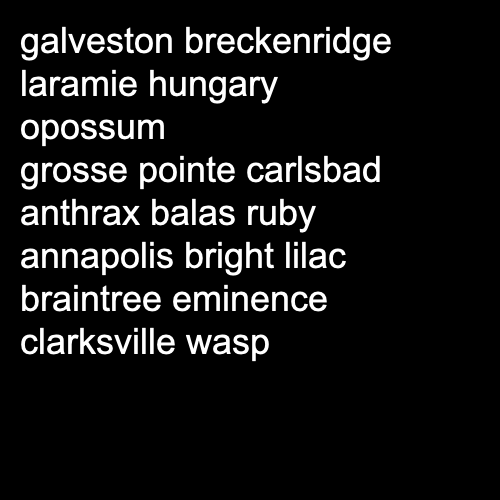 galveston breckenridge
laramie hungary
opossum
grosse pointe carlsbad
anthrax balas ruby
annapolis bright lilac
braintree eminence
clarksville wasp